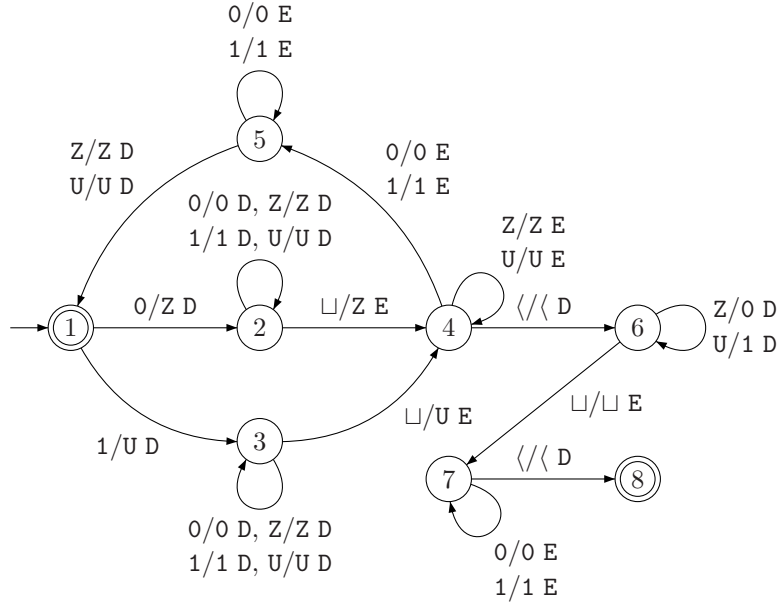 0/0 E
1/1 E
5
Z/Z D
U/U D
0/0 E
1/1 E
0/0 D, Z/Z D
1/1 D, U/U D
Z/Z E
U/U E
1
0/Z D
2
⊔/Z E
4
⟨/⟨ D
6
Z/0 D
U/1 D
1/U D
3
⊔/U E
⊔/⊔ E
7
⟨/⟨ D
8
0/0 D, Z/Z D
1/1 D, U/U D
0/0 E
1/1 E